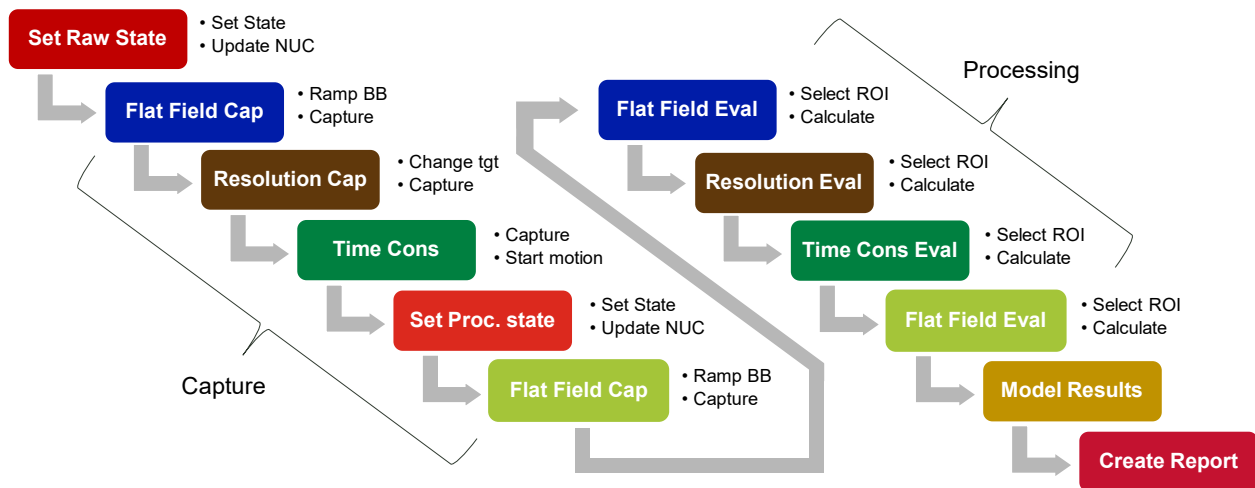 Set Raw State
• Set State
• Update NUC
Flat Field Cap
• Ramp BB
• Capture
Resolution Cap
• Change tgt
• Capture
Time Cons
• Capture
• Start motion
Set Proc. state
• Set State
• Update NUC
Flat Field Cap
• Ramp BB
• Capture
Capture
Processing
Flat Field Eval
• Select ROI
• Calculate
Resolution Eval
• Select ROI
• Calculate
Time Cons Eval
• Select ROI
• Calculate
Flat Field Eval
• Select ROI
• Calculate
Model Results
Create Report